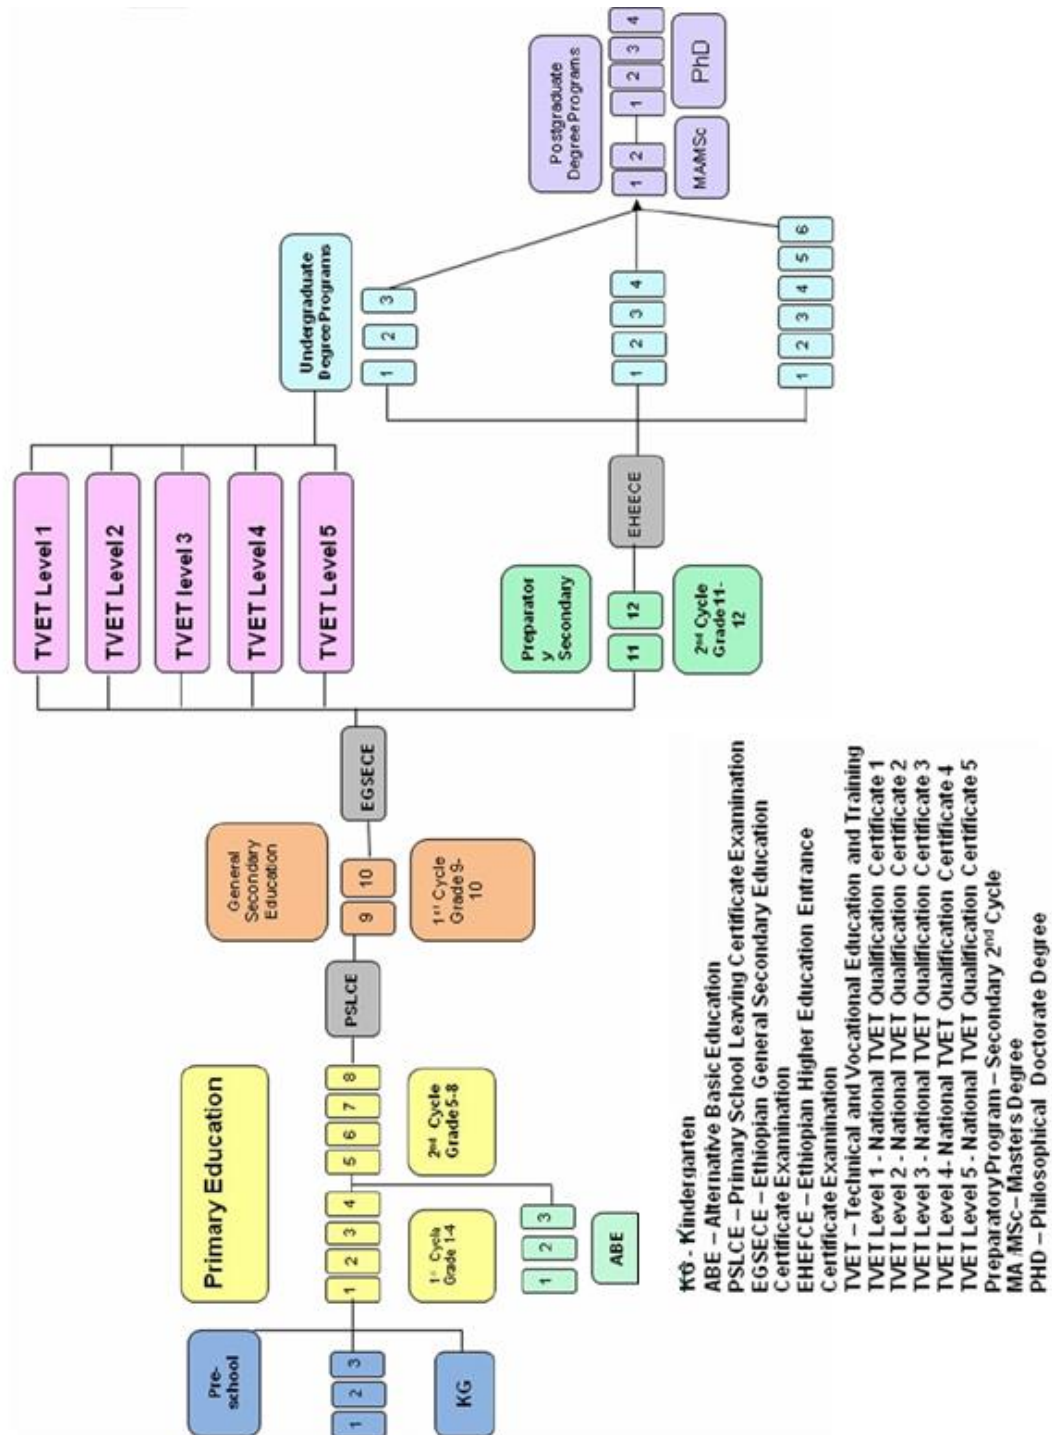 Pre-
school
1
2
3
KG
Primary Education
1
2
3
4
5
6
7
8
1st Cycle
Grade 1-4
2nd Cycle
Grade 5-8
1
2
3
ABE
PSLCE
General
Secondary
Education
9
10
1st Cycle
Grade 9-
10
EGSECE
TVET Level 1
TVET Level 2
TVET level 3
TVET Level 4
TVET Level 5
Preparator
y
Secondary
11
12
2nd Cycle
Grade 11-
12
EHEECE
Undergraduate
Degree Programs
1
2
3
1
2
3
4
1
2
3
4
5
6
Postgraduate
Degree Programs
1
2
1
2
3
4
MA/MSc
PhD
KG - Kindergarten
ABE – Alternative Basic Education
PSLCE – Primary School Leaving Certificate Examination
EGSECE – Ethiopian General Secondary Education
Certificate Examination
EHEFCE – Ethiopian Higher Education Entrance
Certificate Examination
TVET – Technical and Vocational Education and Training
TVET Level 1 - National TVET Qualification Certificate 1
TVET Level 2 - National TVET Qualification Certificate 2
TVET Level 3 - National TVET Qualification Certificate 3
TVET Level 4- National TVET Qualification Certificate 4
TVET Level 5 - National TVET Qualification Certificate 5
Preparatory Program – Secondary 2nd Cycle
MA /MSc – Masters Degree
PHD – Philosophical Doctorate Degree